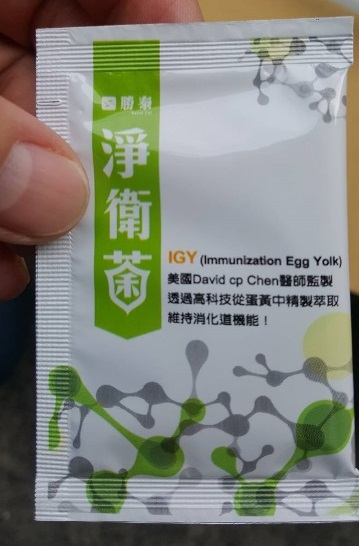 勝秦
淨衛菌
IGY (Immunization Egg Yolk)
美國David cp Chen醫師監製
透過高科技從蛋黃中精製萃取
維持消化道機能！